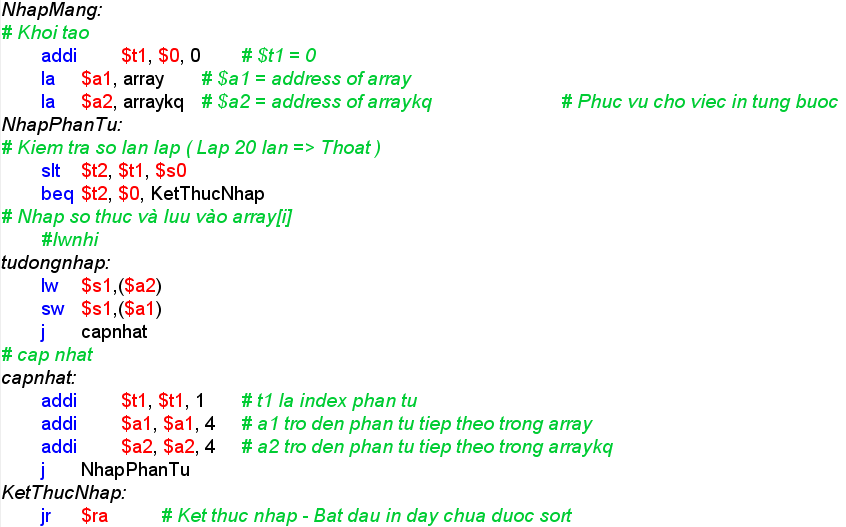 NhapMang:
# Khoi tao
addi $t1, $0, 0 # $t1 = 0
la $a1, array # $a1 = address of array
la $a2, arraykq # $a2 = address of arraykq # Phuc vu cho viec in tung buoc
NhapPhanTu:
# Kiem tra so lan lap ( Lap 20 lan => Thoat )
slt $t2, $t1, $s0
beq $t2, $0, KetThucNhap
# Nhap so thuc và luu vào array[i]
#lwnhi
tudongnhap:
lw $s1,($a2)
sw $s1,($a1)
j capnhat
# cap nhat
capnhat:
addi $t1, $t1, 1 # t1 la index phan tu
addi $a1, $a1, 4 # a1 tro den phan tu tiep theo trong array
addi $a2, $a2, 4 # a2 tro den phan tu tiep theo trong arraykq
j NhapPhanTu
KetThucNhap:
jr $ra # Ket thuc nhap - Bat dau in day chua duoc sort